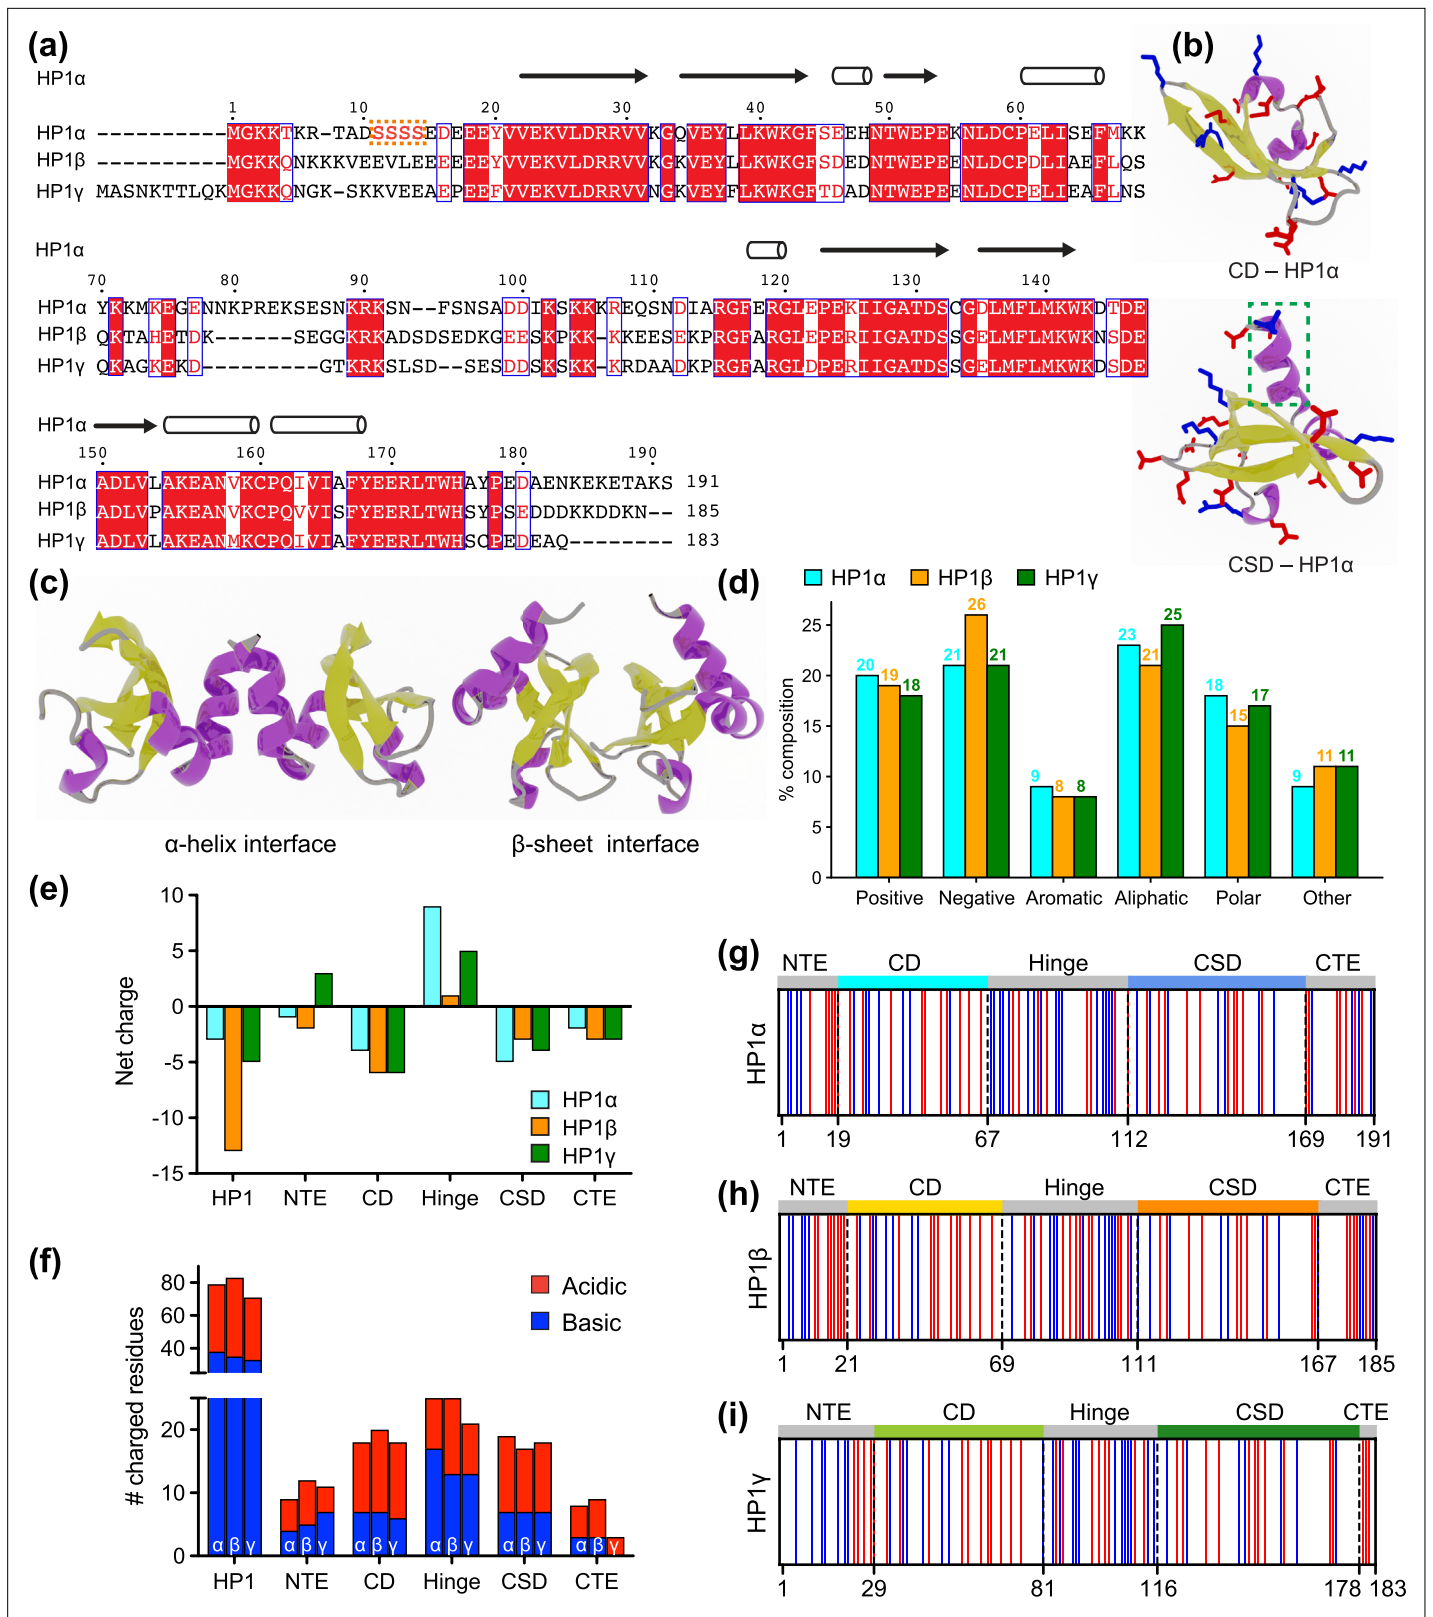 (a)
(b)
HP1α
1 10 20 30 40 50 60
HP1α ----------MGKKTKR-TADSSSSEDEEEYVVEKVLDRRVVKGQVEYLLKWKGFSEEHNTWEPEKNLDCPELISEFMKK
HP1β ----------MGKKQNKKKVEEVLEEEEEEYVVEKVLDRRVVKGKVEYLLKWKGFSDEDNTWEPEENLDCPDLIAEFLQS
HP1γ MASNKTTLQKMGKKQNGK-SKKVEEAEPEEFVVEKVLDRRVVNGKVEYFLKWKGFTDADNTWEPEENLDCPELIEAFLNS
HP1α
70 80 90 100 110 120 130 140
HP1α YKKMKEGENNKPREKSESNKRKSN--FSNSADDIKSKKKREQSNDIARGFERGLEPEKIIGATDSCGDLMFLMKWKDTDE
HP1β QKTAHETDK------SEGGKRKADSDSEDKGEESKPKK-KKEESEKPRGFARGLEPERIIGATDSSGELMFLMKWKNSDE
HP1γ QKAGKEKD--------GTKRKSLSD--SESDDSKSKK-KRDAADKPRGFARGLDPERIIGATDSSGELMFLMKWKDSDE
HP1α
150 160 170 180 190
HP1α ADLVLAKEANVKCPQIVIAFYEERLTWHAYPEDAENKEKETAKS 191
HP1β ADLVPAKEANVKCPQVVISFYEERLTWHSYPSEDDDKKDDKN-- 185
HP1γ ADLVLAKEANMKCPQIVIAFYEERLTWHSCPEDEAQ-------- 183
CD – HP1α
CSD – HP1α
(c)
α-helix interface
β-sheet interface
(d)
HP1α HP1β HP1γ
% composition
25
20
15
10
5
0
20 19 18
21 26 21
9 8 8
23 21 25
18 15 17
9 11 11
Positive Negative Aromatic Aliphatic Polar Other
(e)
Net charge
10
5
0
-5
-10
-15
HP1α
HP1β
HP1γ
HP1 NTE CD Hinge CSD CTE
(f)
# charged residues
80
60
40
20
10
0
Acidic
Basic
α β γ α β γ α β γ α β γ α β γ α β γ
HP1 NTE CD Hinge CSD CTE
(g)
NTE CD Hinge CSD CTE
HP1α
1 19 67 112 169 191
(h)
NTE CD Hinge CSD CTE
HP1β
1 21 69 111 167 185
(i)
NTE CD Hinge CSD CTE
HP1γ
1 29 81 116 178 183